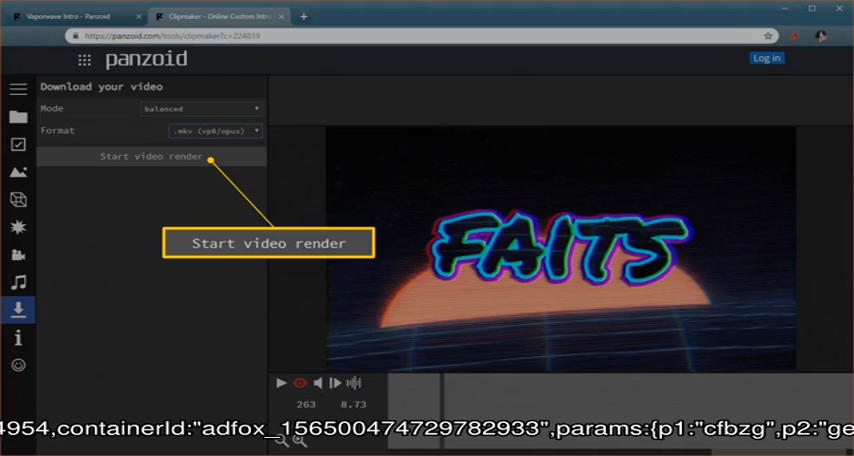 Vaporwave Intro - Panzoid
Clipmaker - Online Custom Intro
https://panzoid.com/tools/clipmaker?c=224819
panzoid
Log in
Download your video
Mode
balanced
Format
.mkv (vp8/opus)
Start video render
Start video render
FAITS
263
8.73
4954,containerId:"adfox_156500474729782933",params:{p1:"cfbzg",p2:"ge